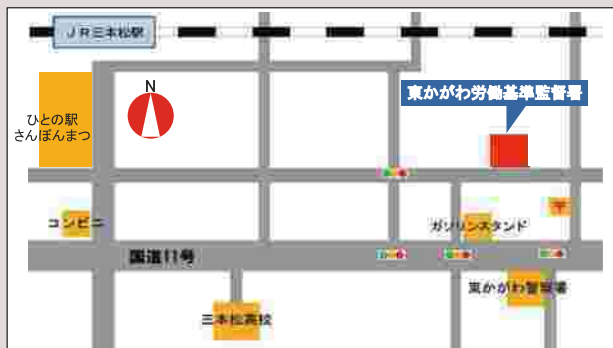 JR三本松駅
N
東かがわ労働基準監督署
ひとの駅
さんぼんまつ
コンビニ
〒
ガソリンスタンド
国道11号
東かがわ警察署
三本松高校